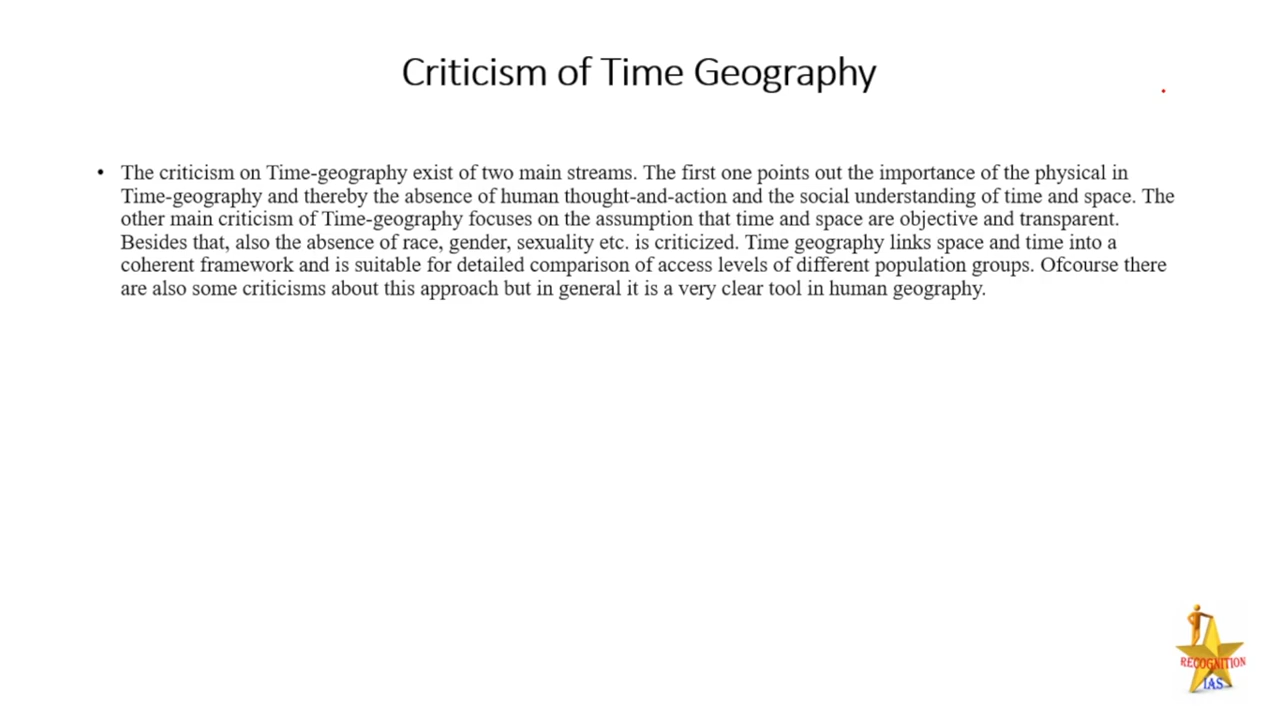 Criticism of Time Geography
• The criticism on Time-geography exist of two main streams. The first one points out the importance of the physical in
Time-geography and thereby the absence of human thought-and-action and the social understanding of time and space. The
other main criticism of Time-geography focuses on the assumption that time and space are objective and transparent.
Besides that, also the absence of race, gender, sexuality etc. is criticized. Time geography links space and time into a
coherent framework and is suitable for detailed comparison of access levels of different population groups. Ofcourse there
are also some criticisms about this approach but in general it is a very clear tool in human geography.
RECOGNITION
IAS